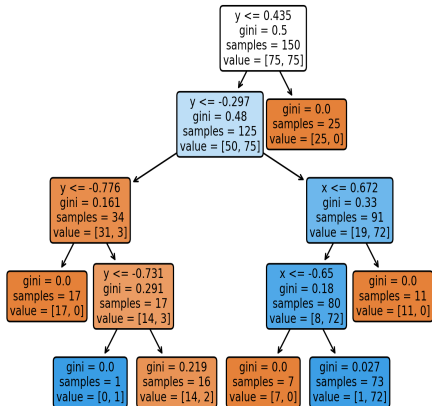 y <= 0.435
gini = 0.5
samples = 150
value = [75, 75]
y <= -0.297
gini = 0.48
samples = 125
value = [50, 75]
gini = 0.0
samples = 25
value = [25, 0]
y <= -0.776
gini = 0.161
samples = 34
value = [31, 3]
x <= 0.672
gini = 0.33
samples = 91
value = [19, 72]
gini = 0.0
samples = 17
value = [17, 0]
y <= -0.731
gini = 0.291
samples = 17
value = [14, 3]
x <= -0.65
gini = 0.18
samples = 80
value = [8, 72]
gini = 0.0
samples = 11
value = [11, 0]
gini = 0.0
samples = 1
value = [0, 1]
gini = 0.219
samples = 16
value = [14, 2]
gini = 0.0
samples = 7
value = [7, 0]
gini = 0.027
samples = 73
value = [1, 72]